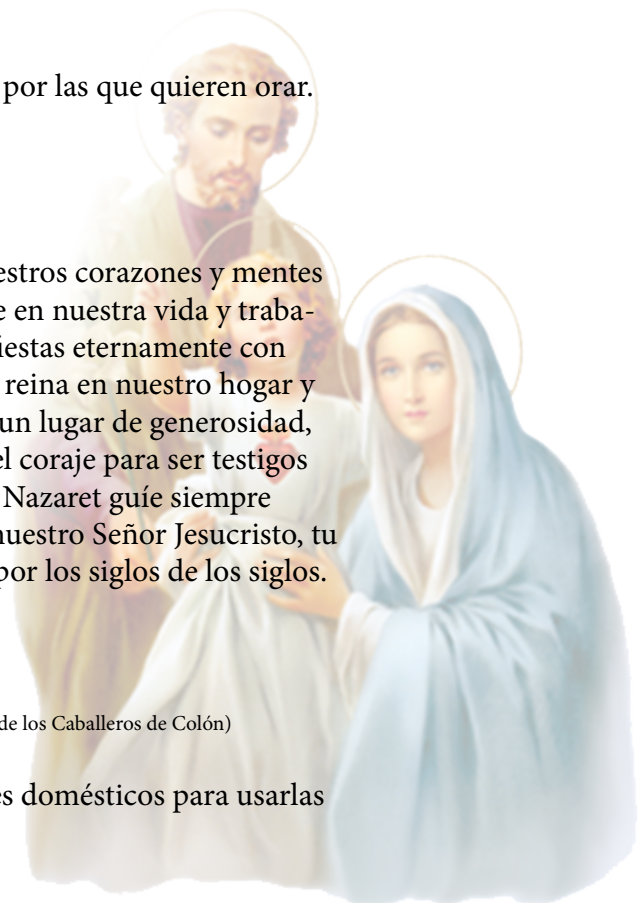 por las que quieren orar.
estros corazones y mentes
e en nuestra vida y traba-
iestas eternamente con
reina en nuestro hogar y
un lugar de generosidad,
el coraje para ser testigos
Nazaret guíe siempre
nuestro Señor Jesucristo, tu
por los siglos de los siglos.
de los Caballeros de Colón)
es domésticos para usarlas